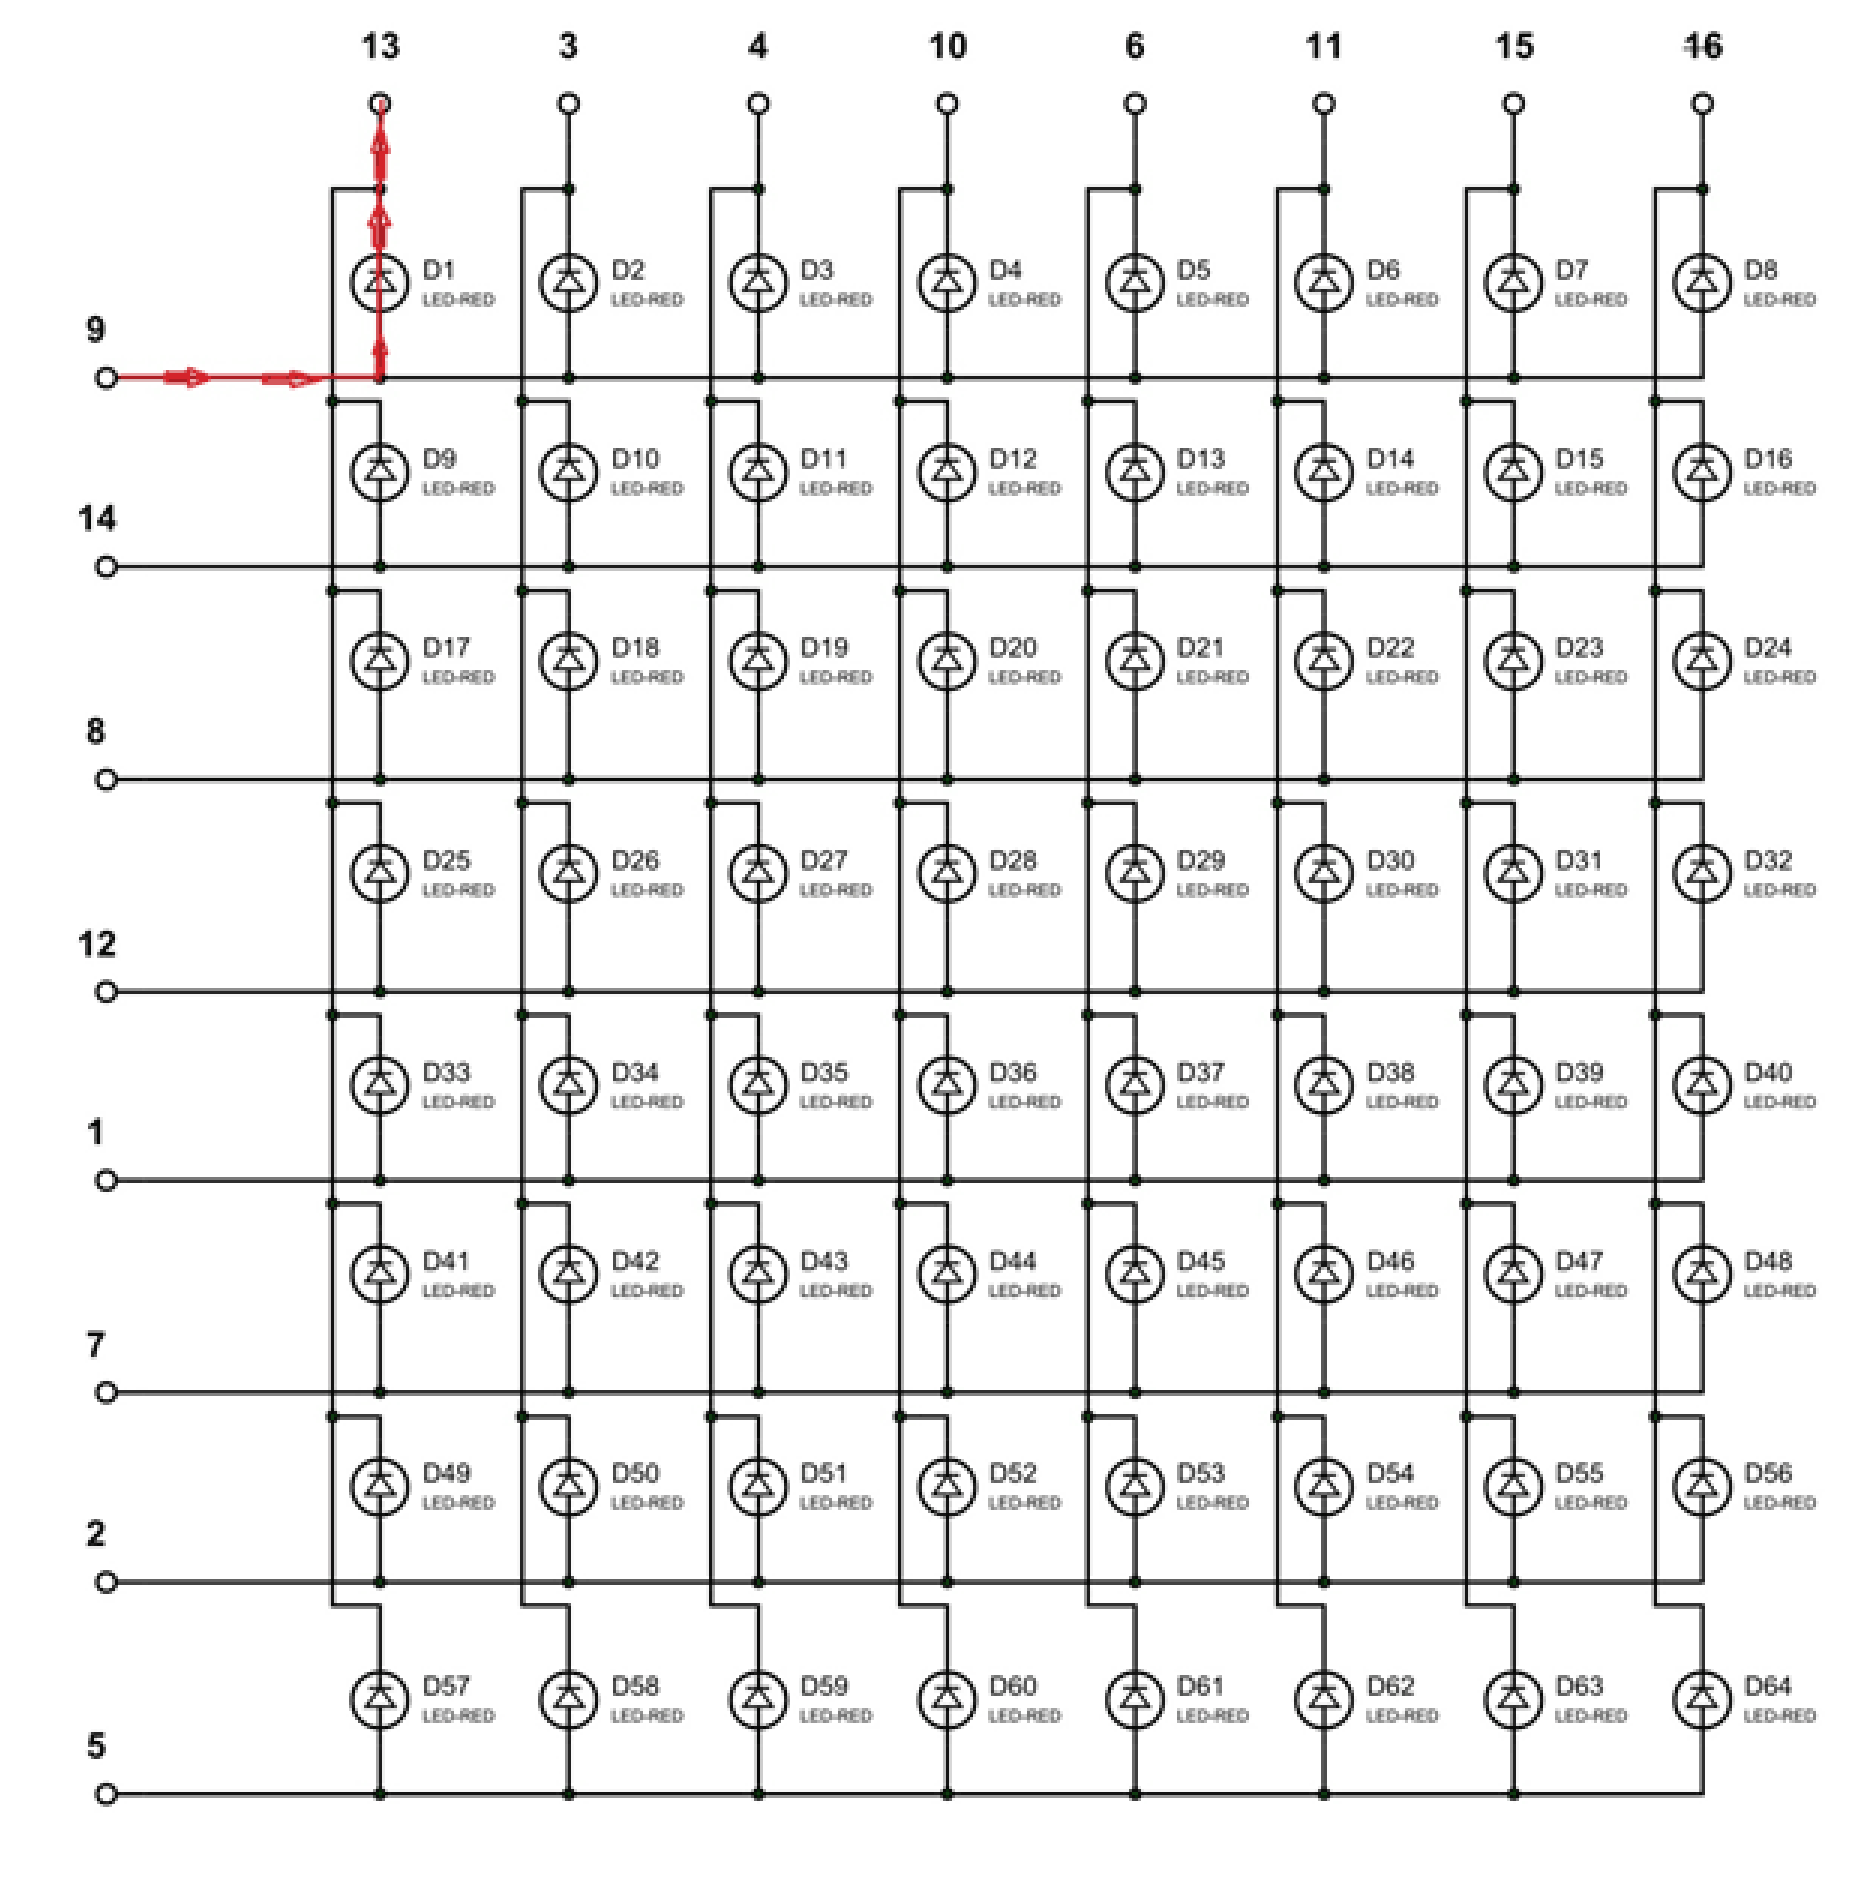 13 3 4 10 6 11 15 16
D1 D2 D3 D4 D5 D6 D7 D8
LED-RED LED-RED LED-RED LED-RED LED-RED LED-RED LED-RED LED-RED
9
D9 D10 D11 D12 D13 D14 D15 D16
LED-RED LED-RED LED-RED LED-RED LED-RED LED-RED LED-RED LED-RED
14
D17 D18 D19 D20 D21 D22 D23 D24
LED-RED LED-RED LED-RED LED-RED LED-RED LED-RED LED-RED LED-RED
8
D25 D26 D27 D28 D29 D30 D31 D32
LED-RED LED-RED LED-RED LED-RED LED-RED LED-RED LED-RED LED-RED
12
D33 D34 D35 D36 D37 D38 D39 D40
LED-RED LED-RED LED-RED LED-RED LED-RED LED-RED LED-RED LED-RED
1
D41 D42 D43 D44 D45 D46 D47 D48
LED-RED LED-RED LED-RED LED-RED LED-RED LED-RED LED-RED LED-RED
7
D49 D50 D51 D52 D53 D54 D55 D56
LED-RED LED-RED LED-RED LED-RED LED-RED LED-RED LED-RED LED-RED
2
D57 D58 D59 D60 D61 D62 D63 D64
LED-RED LED-RED LED-RED LED-RED LED-RED LED-RED LED-RED LED-RED
5